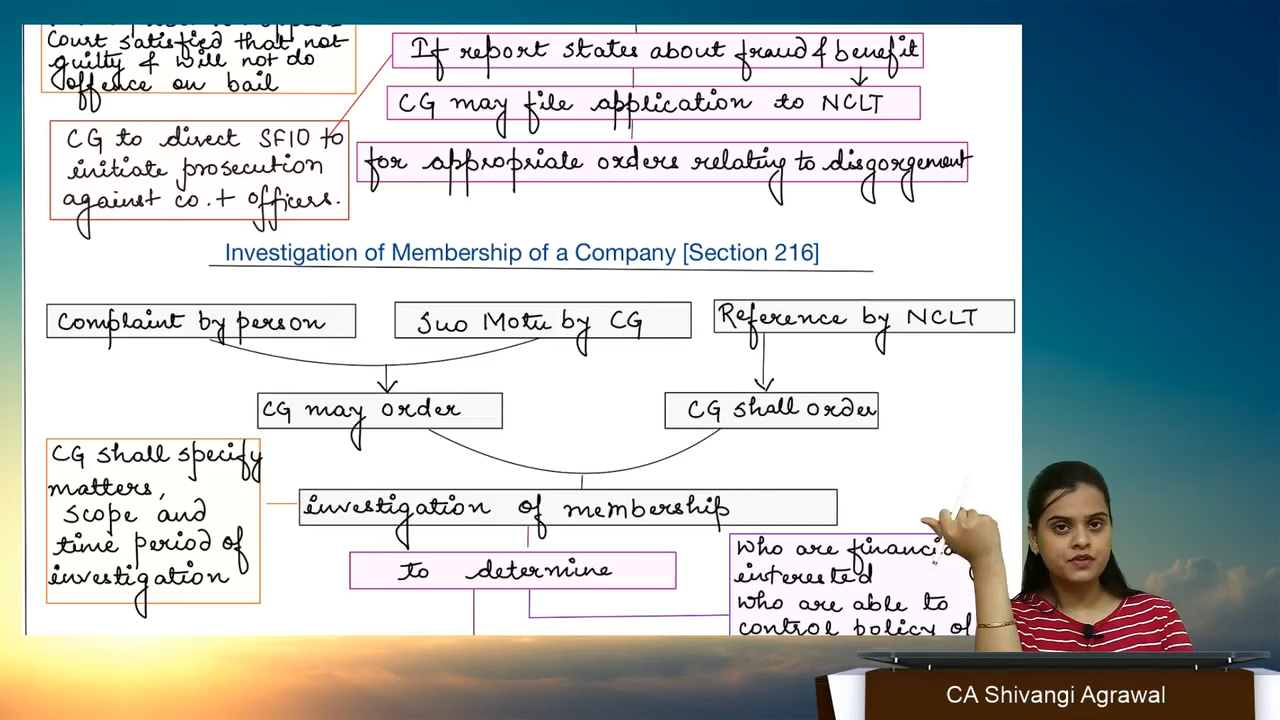 Court satisfied that not
guilty & will not do
offence on bail
If report states about fraud & benefit
CG may file application to NCLT
for appropriate orders relating to disgorgement
CG to direct SFIO to
initiate prosecution
against co. + officers.
Investigation of Membership of a Company [Section 216]
Complaint by person
Suo Motu by CG
Reference by NCLT
CG may order
CG shall order
CG shall specify
matters,
scope and
time period of
investigation
investigation of membership
to determine
who are
interested
who are able to
control policy of
CA Shivangi Agrawal